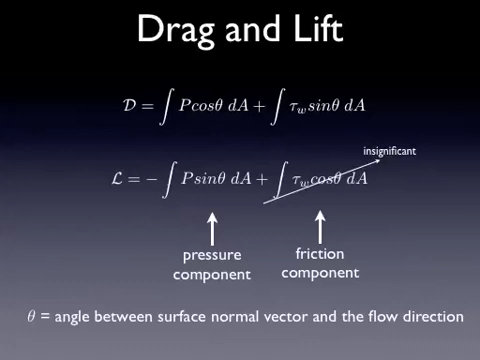 Drag and Lift
𝒟 = ∫ Pcosθ dA + ∫ τ_w sinθ dA
insignificant
ℒ = − ∫ Psinθ dA + ∫ τ_w cosθ dA
pressure component
friction component
θ = angle between surface normal vector and the flow direction